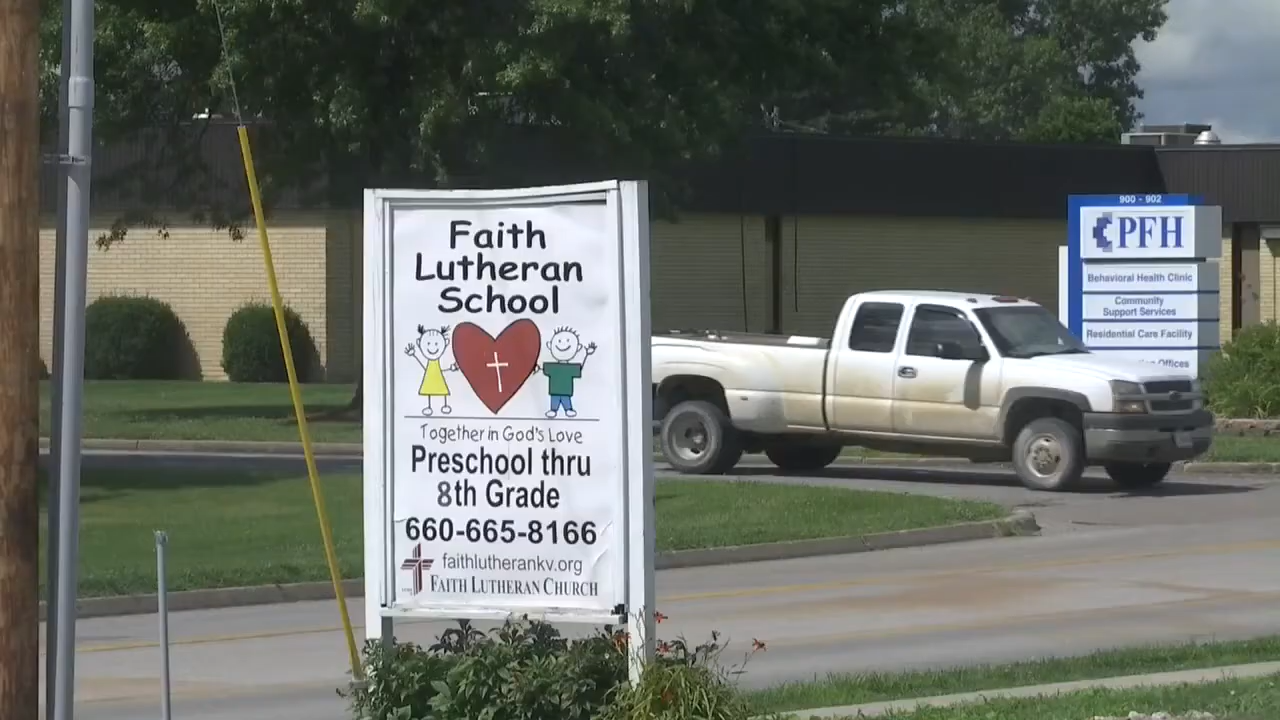 Faith
Lutheran
School
Together in God's Love
Preschool thru
8th Grade
660-665-8166
faithlutherankv.org
FAITH LUTHERAN CHURCH
900 - 902
PFH
Behavioral Health Clinic
Community
Support Services
Residential Care Facility
Offices